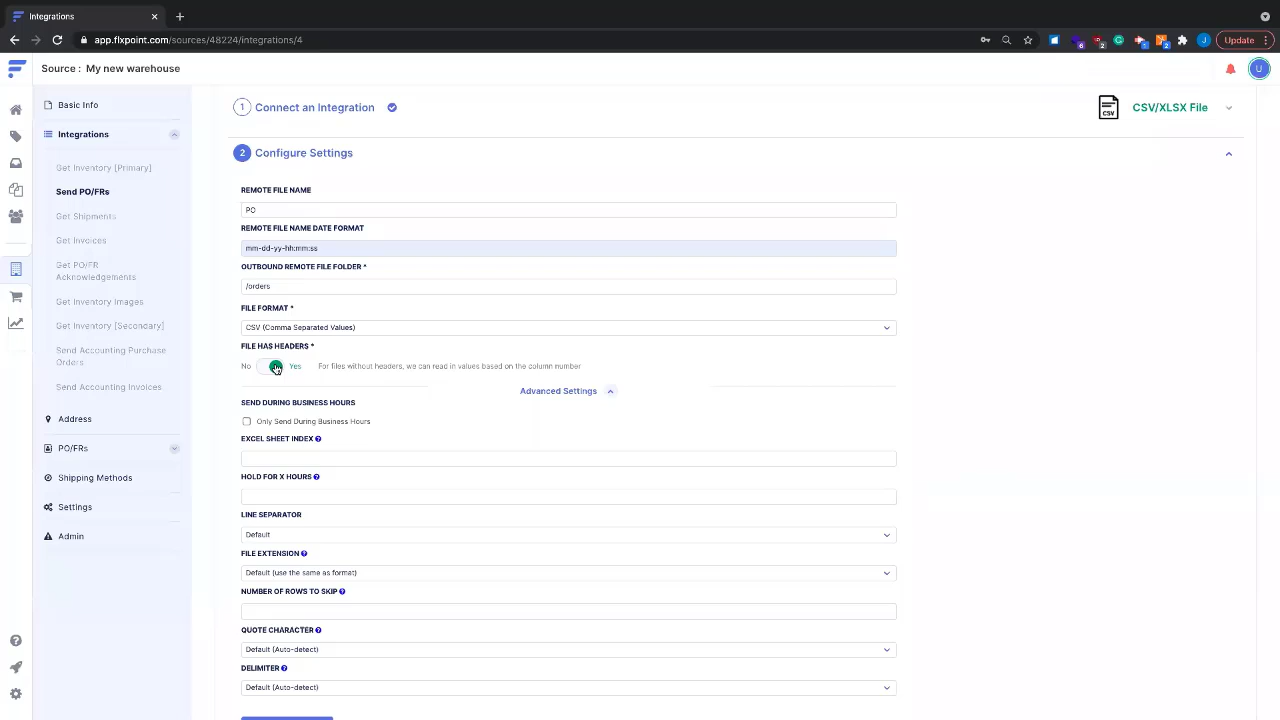 Integrations
app.flxpoint.com/sources/48224/integrations/4
Update
Source : My new warehouse
U
Basic Info
Integrations
Get Inventory [Primary]
Send PO/FRs
Get Shipments
Get Invoices
Get PO/FR
Acknowledgements
Get Inventory Images
Get Inventory [Secondary]
Send Accounting Purchase
Orders
Send Accounting Invoices
Address
PO/FRs
Shipping Methods
Settings
Admin
1 Connect an Integration
CSV
CSV/XLSX File
2 Configure Settings
REMOTE FILE NAME
PO
REMOTE FILE NAME DATE FORMAT
mm-dd-yy-hh:mm:ss
OUTBOUND REMOTE FILE FOLDER *
/orders
FILE FORMAT *
CSV (Comma Separated Values)
FILE HAS HEADERS *
No Yes For files without headers, we can read in values based on the column number
Advanced Settings
SEND DURING BUSINESS HOURS
Only Send During Business Hours
EXCEL SHEET INDEX
HOLD FOR X HOURS
LINE SEPARATOR
Default
FILE EXTENSION
Default (use the same as format)
NUMBER OF ROWS TO SKIP
QUOTE CHARACTER
Default (Auto-detect)
DELIMITER
Default (Auto-detect)